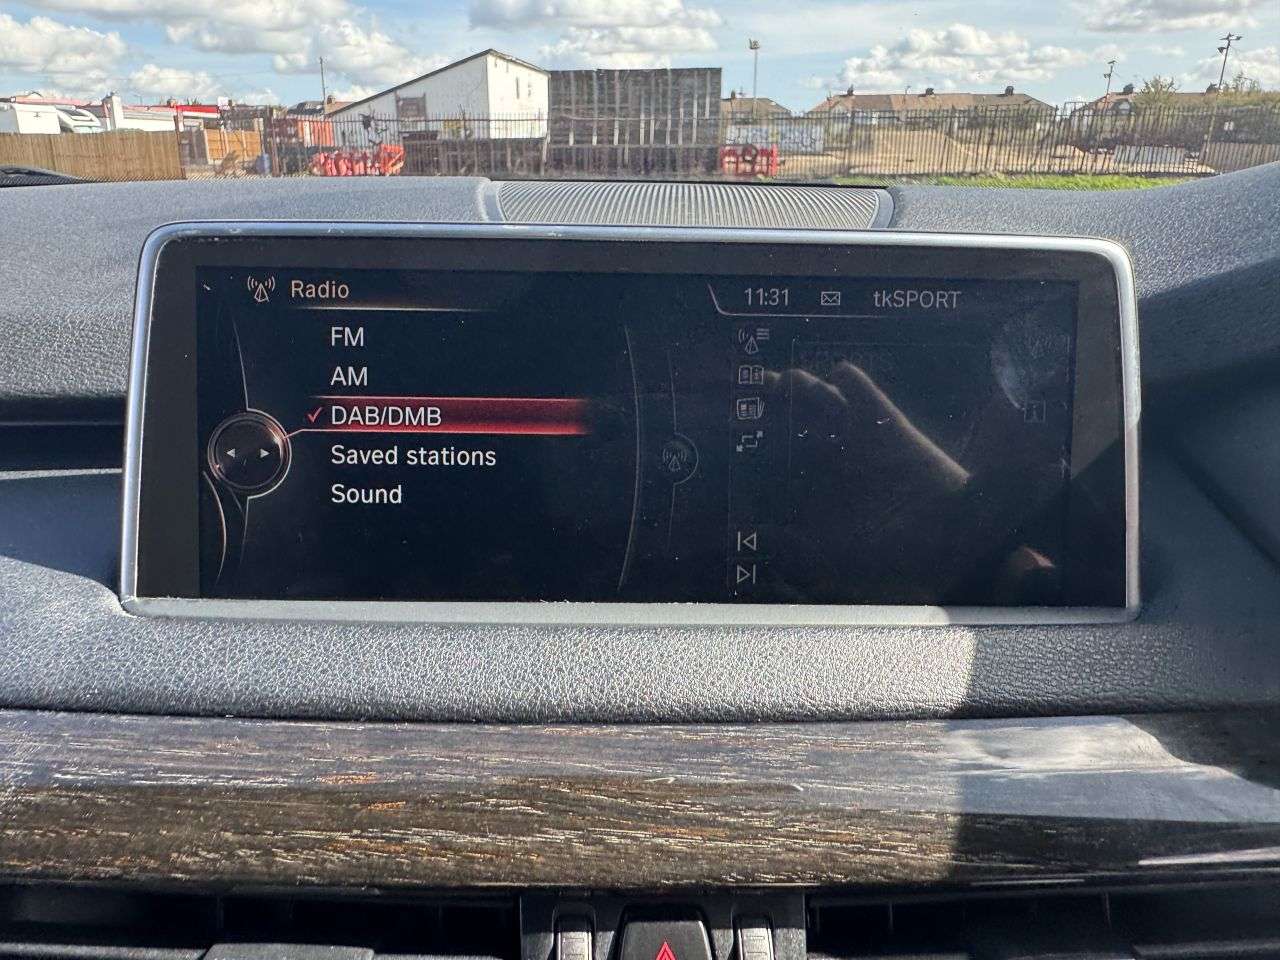 Radio
11:31 tkSPORT
FM
AM
DAB/DMB
Saved stations
Sound